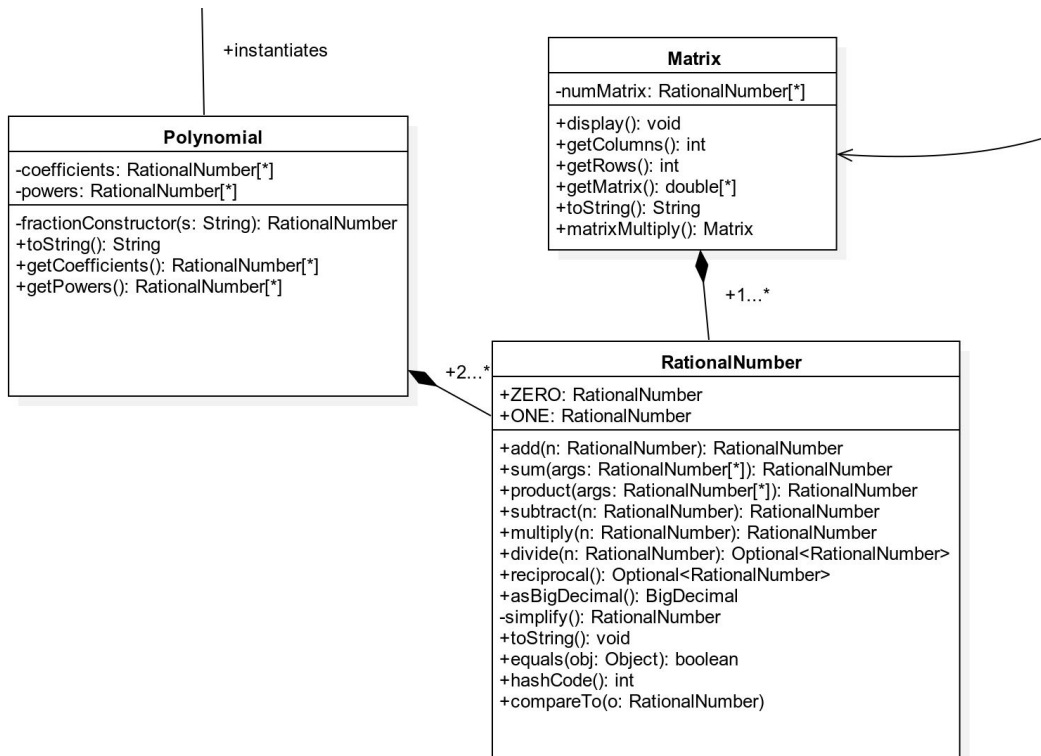 +instantiates
Polynomial
-coefficients: RationalNumber[*]
-powers: RationalNumber[*]
-fractionConstructor(s: String): RationalNumber
+toString(): String
+getCoefficients(): RationalNumber[*]
+getPowers(): RationalNumber[*]
Matrix
-numMatrix: RationalNumber[*]
+display(): void
+getColumns(): int
+getRows(): int
+getMatrix(): double[*]
+toString(): String
+matrixMultiply(): Matrix
+1...*
+2...*
RationalNumber
+ZERO: RationalNumber
+ONE: RationalNumber
+add(n: RationalNumber): RationalNumber
+sum(args: RationalNumber[*]): RationalNumber
+product(args: RationalNumber[*]): RationalNumber
+subtract(n: RationalNumber): RationalNumber
+multiply(n: RationalNumber): RationalNumber
+divide(n: RationalNumber): Optional<RationalNumber>
+reciprocal(): Optional<RationalNumber>
+asBigDecimal(): BigDecimal
-simplify(): RationalNumber
+toString(): void
+equals(obj: Object): boolean
+hashCode(): int
+compareTo(o: RationalNumber)